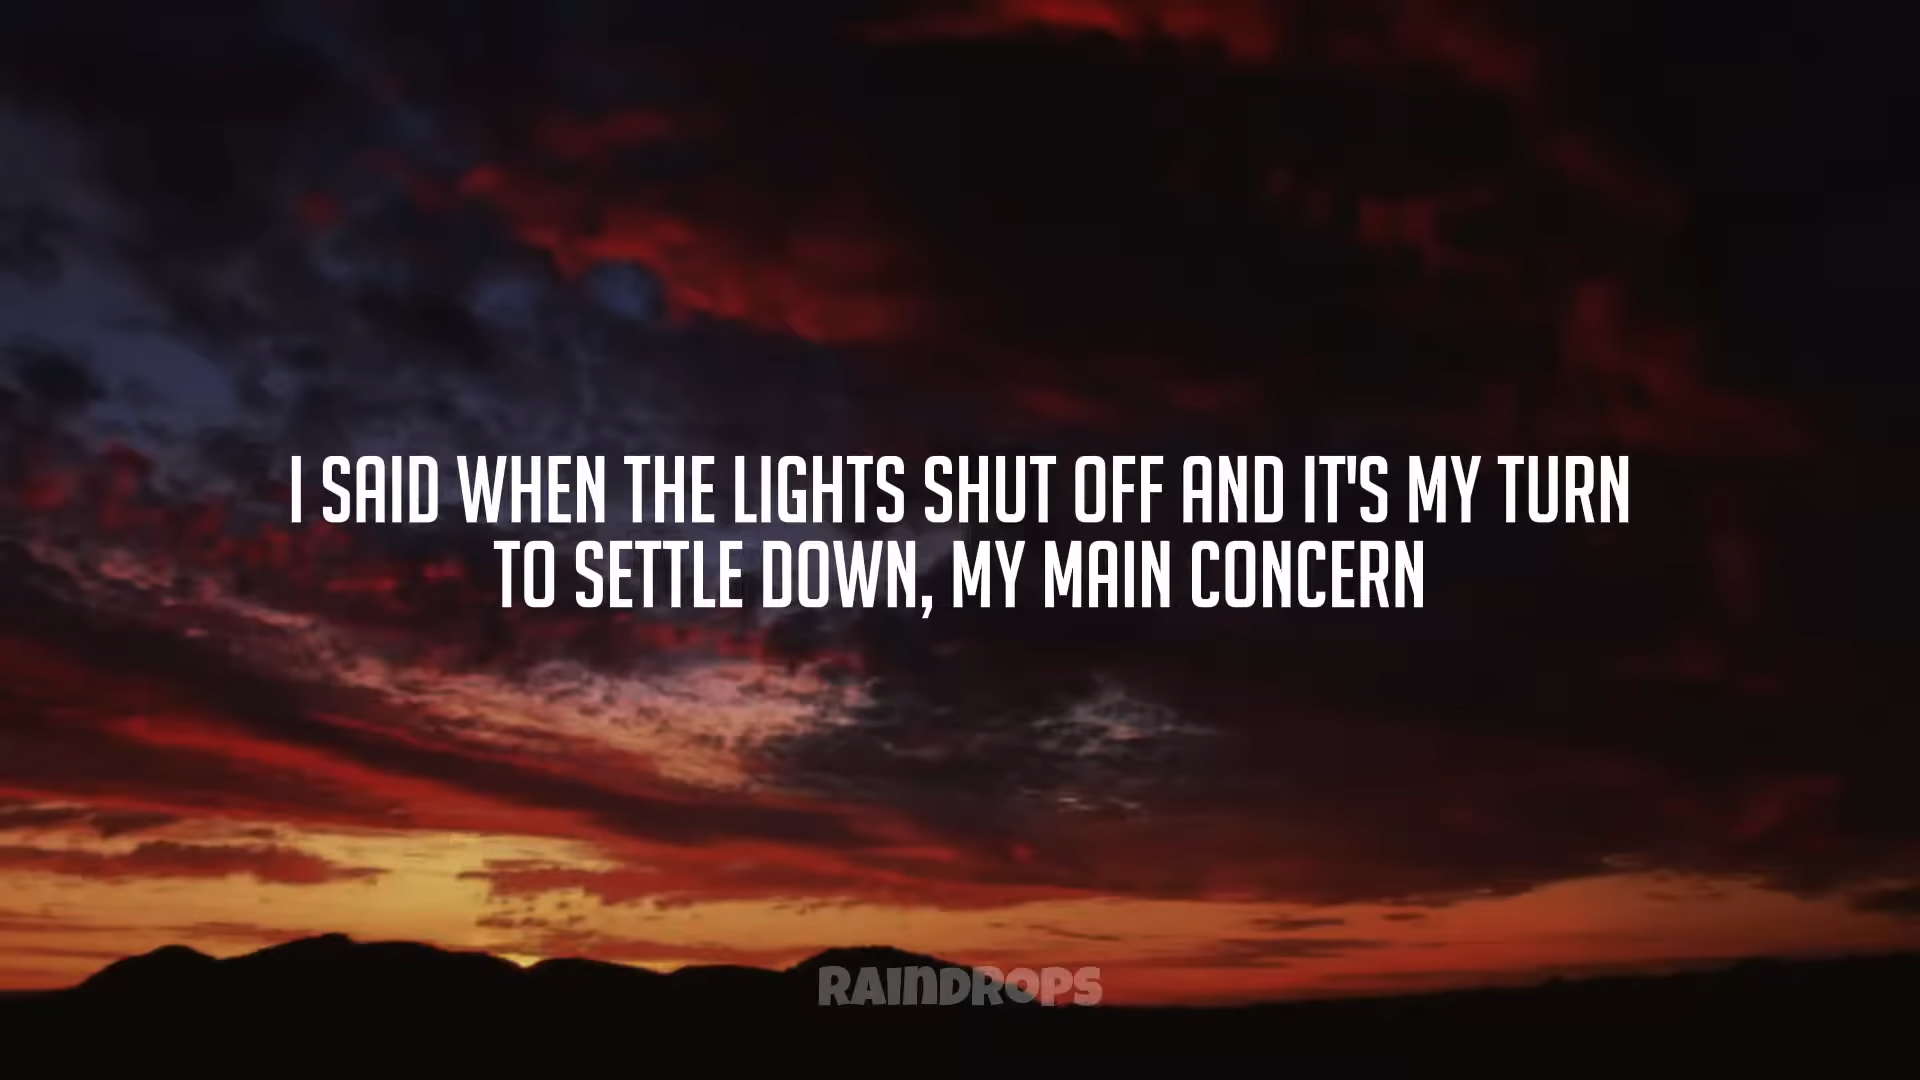 I SAID WHEN THE LIGHTS SHUT OFF AND IT'S MY TURN
TO SETTLE DOWN, MY MAIN CONCERN
RAINDROPS